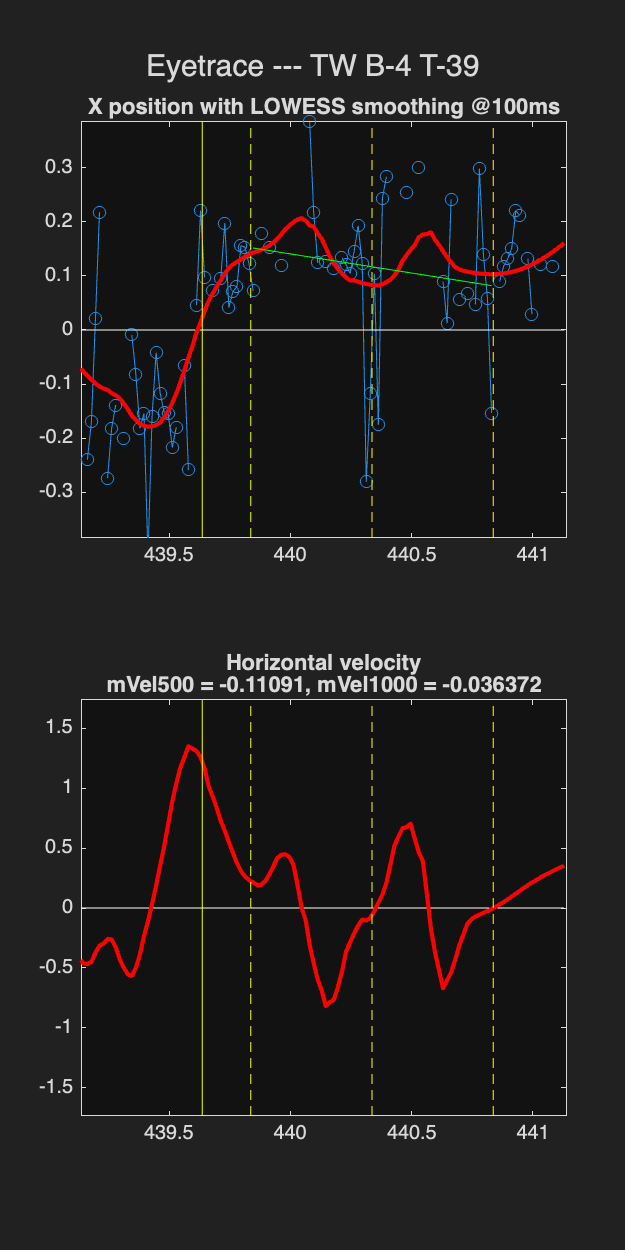 Eyetrace --- TW B-4 T-39
X position with LOWESS smoothing @100ms
0.3
0.2
0.1
0
-0.1
-0.2
-0.3
439.5 440 440.5 441
Horizontal velocity
mVel500 = -0.11091, mVel1000 = -0.036372
1.5
1
0.5
0
-0.5
-1
-1.5
439.5 440 440.5 441